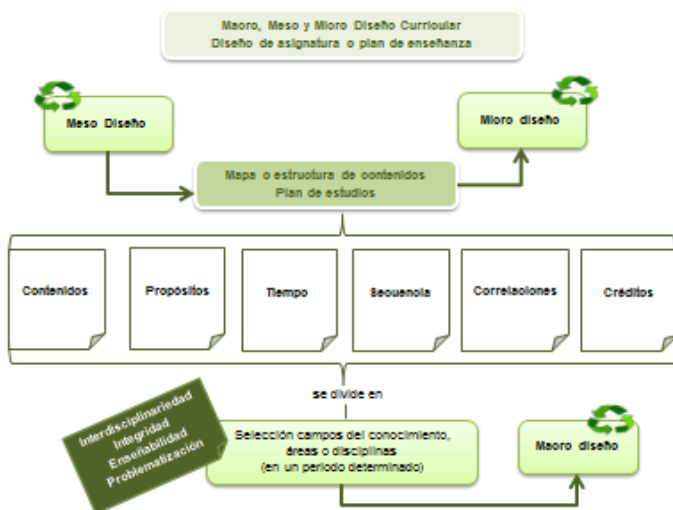 Macro, Meso y Micro Diseño Curricular
Diseño de asignatura o plan de enseñanza
Meso Diseño
Micro diseño
Mapa o estructura de contenidos
Plan de estudios
Contenidos
Propósitos
Tiempo
Secuencia
Correlaciones
Créditos
se divide en
Interdisciplinariedad
Integridad
Enseñabilidad
Problematización
Selección campos del conocimiento,
áreas o disciplinas
(en un periodo determinado)
Macro diseño